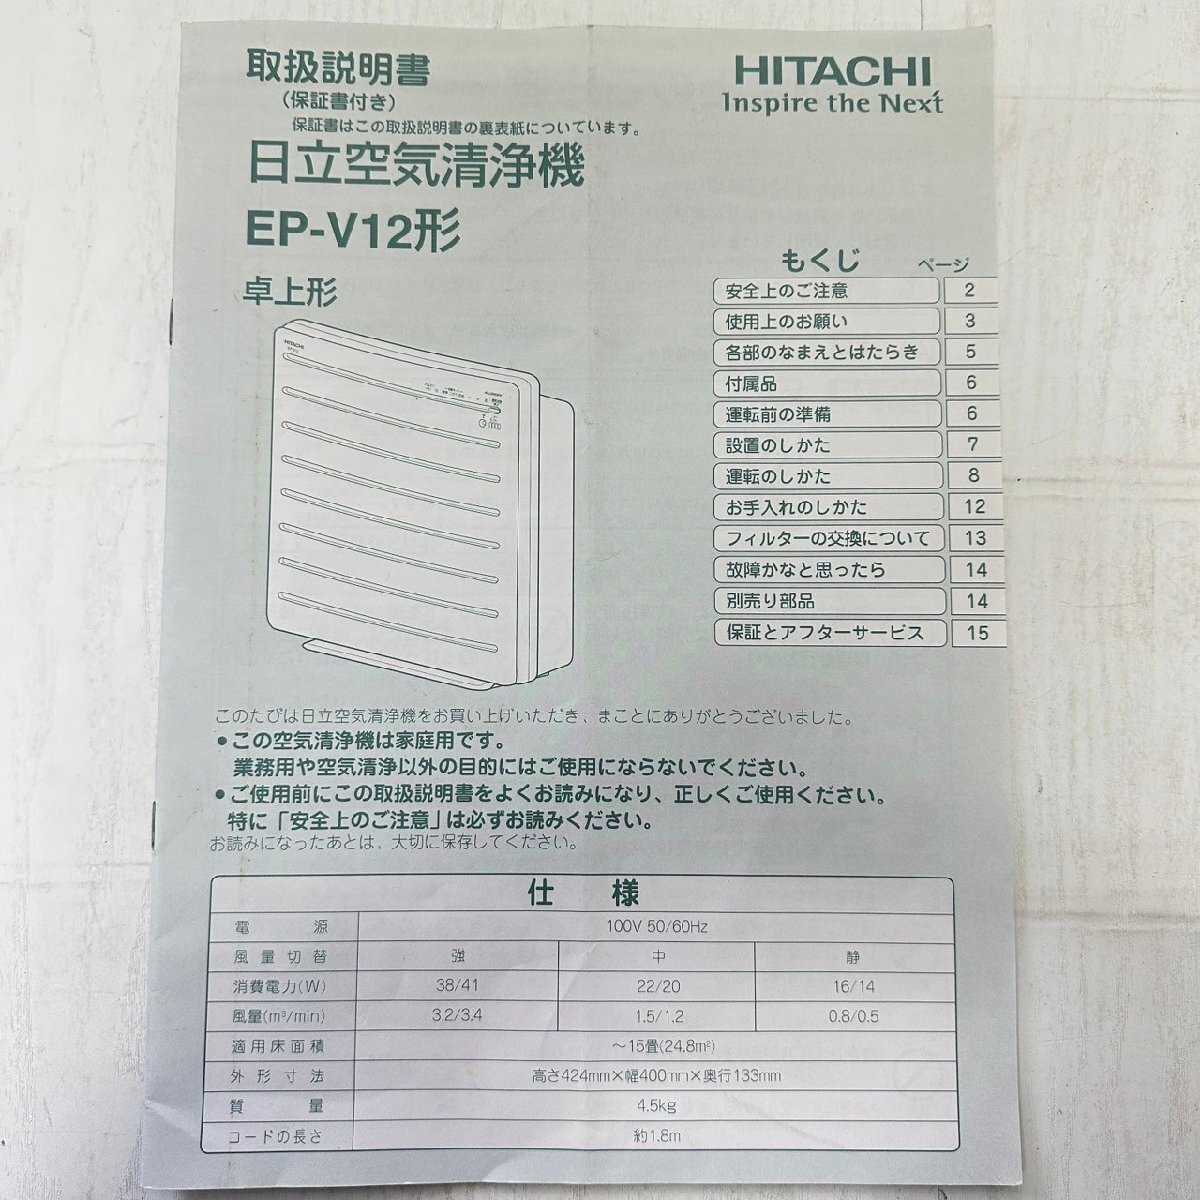 取扱説明書
(保証書付き)
保証書はこの取扱説明書の裏表紙についています。
日立空気清浄機
EP-V12形
卓上形
HITACHI
Inspire the Next
もくじ ページ
安全上のご注意 2
使用上のお願い 3
各部のなまえとはたらき 5
付属品 6
運転前の準備 6
設置のしかた 7
運転のしかた 8
お手入れのしかた 12
フィルターの交換について 13
故障かなと思ったら 14
別売り部品 14
保証とアフターサービス 15
HITACHI
このたびは日立空気清浄機をお買い上げいただき、まことにありがとうございました。
●この空気清浄機は家庭用です。
業務用や空気清浄以外の目的にはご使用にならないでください。
●ご使用前にこの取扱説明書をよくお読みになり、正しくご使用ください。
特に「安全上のご注意」は必ずお読みください。
お読みになったあとは、大切に保存してください。
仕様
電源 100V 50/60Hz
風量切替 強 中 静
消費電力(W) 38/41 22/20 16/14
風量(m³/min) 3.2/3.4 1.5/1.2 0.8/0.5
適用床面積 ～15畳(24.8m²)
外形寸法 高さ424mm×幅400mm×奥行133mm
質量 4.5kg
コードの長さ 約1.8m